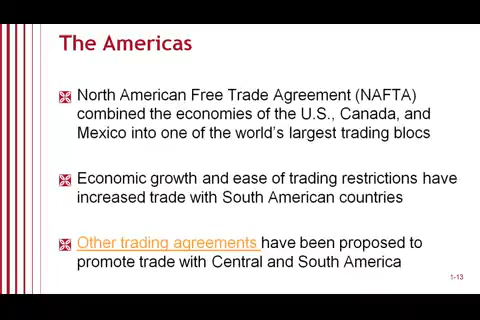 The Americas
North American Free Trade Agreement (NAFTA)
combined the economies of the U.S., Canada, and
Mexico into one of the world's largest trading blocs
Economic growth and ease of trading restrictions have
increased trade with South American countries
Other trading agreements have been proposed to
promote trade with Central and South America
1-13